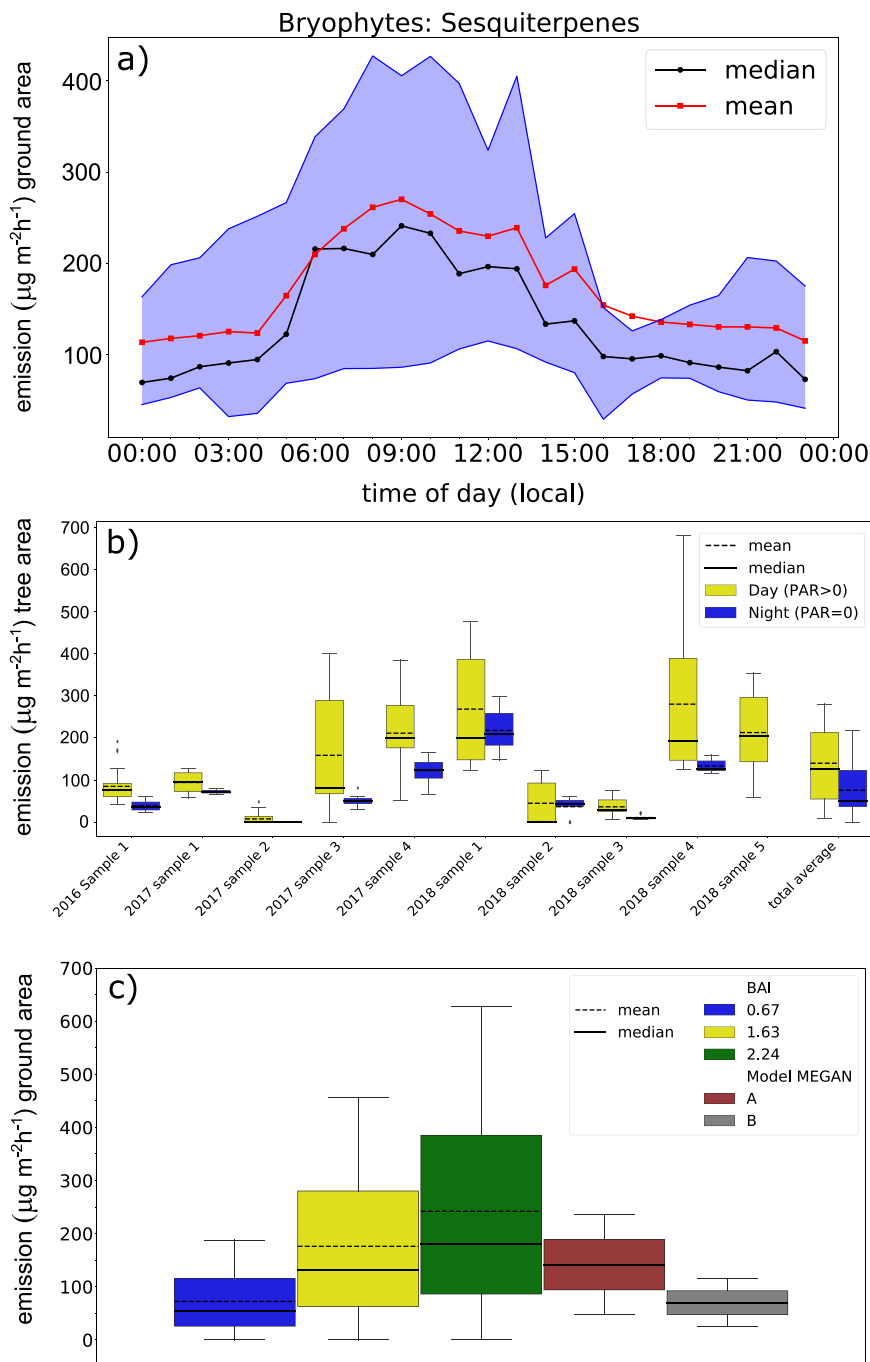 Bryophytes: Sesquiterpenes
a)
median
mean
400
300
200
100
emission (µg m⁻²h⁻¹) ground area
00:00 03:00 06:00 09:00 12:00 15:00 18:00 21:00 00:00
time of day (local)
b)
mean
median
Day (PAR>0)
Night (PAR=0)
700
600
500
400
300
200
100
0
emission (µg m⁻²h⁻¹) tree area
2016 Sample 1
2017 sample 1
2017 sample 2
2017 sample 3
2017 sample 4
2018 sample 1
2018 sample 2
2018 sample 3
2018 sample 4
2018 sample 5
total average
c)
mean
median
BAI
0.67
1.63
2.24
Model MEGAN
A
B
700
600
500
400
300
200
100
0
emission (µg m⁻²h⁻¹) ground area